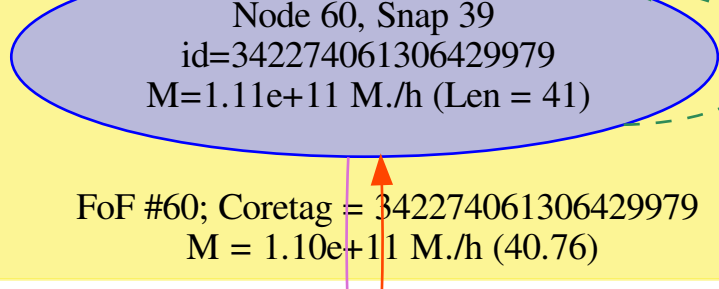 Node 60, Snap 39
id=342274061306429979
M=1.11e+11 M./h (Len = 41)
FoF #60; Coretag = 342274061306429979
M = 1.10e+11 M./h (40.76)